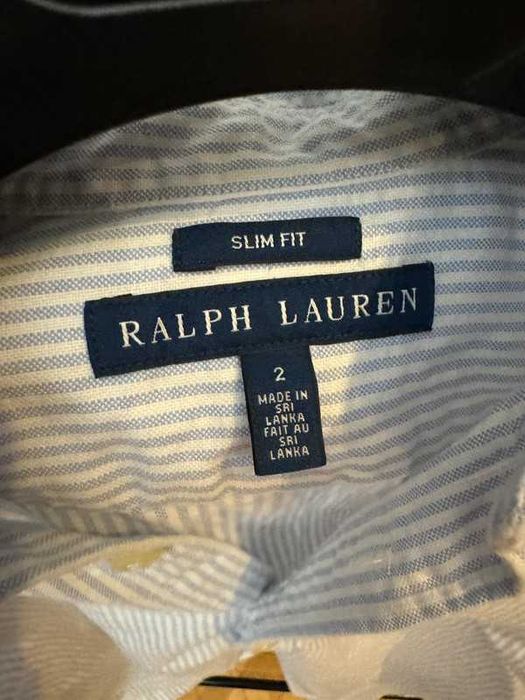 SLIM FIT
RALPH LAUREN
2
MADE IN
SRI
LANKA
FAIT AU
SRI
LANKA